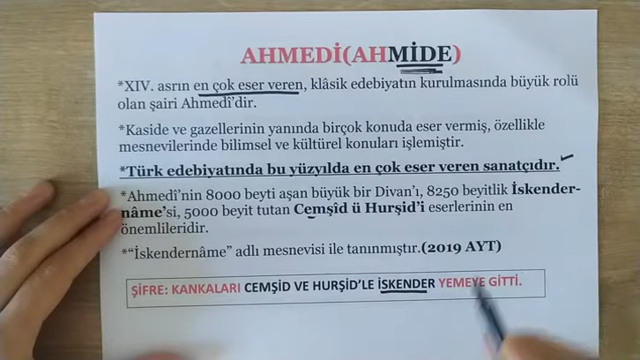 AHMEDİ(AHMİDE)
*XIV. asrın en çok eser veren, klâsik edebiyatın kurulmasında büyük rolü
olan şairi Ahmedî'dir.
*Kaside ve gazellerinin yanında birçok konuda eser vermiş, özellikle
mesnevilerinde bilimsel ve kültürel konuları işlemiştir.
*Türk edebiyatında bu yüzyılda en çok eser veren sanatçıdır.
*Ahmedî'nin 8000 beyti aşan büyük bir Divan'ı, 8250 beyitlik İskender-
nâme'si, 5000 beyit tutan Cemşîd ü Hurşîd'i eserlerinin en
önemlileridir.
*"İskendernâme" adlı mesnevisi ile tanınmıştır.(2019 AYT)
ŞİFRE: KANKALARI CEMŞİD VE HURŞİD'LE İSKENDER YEMEYE GİTTİ.